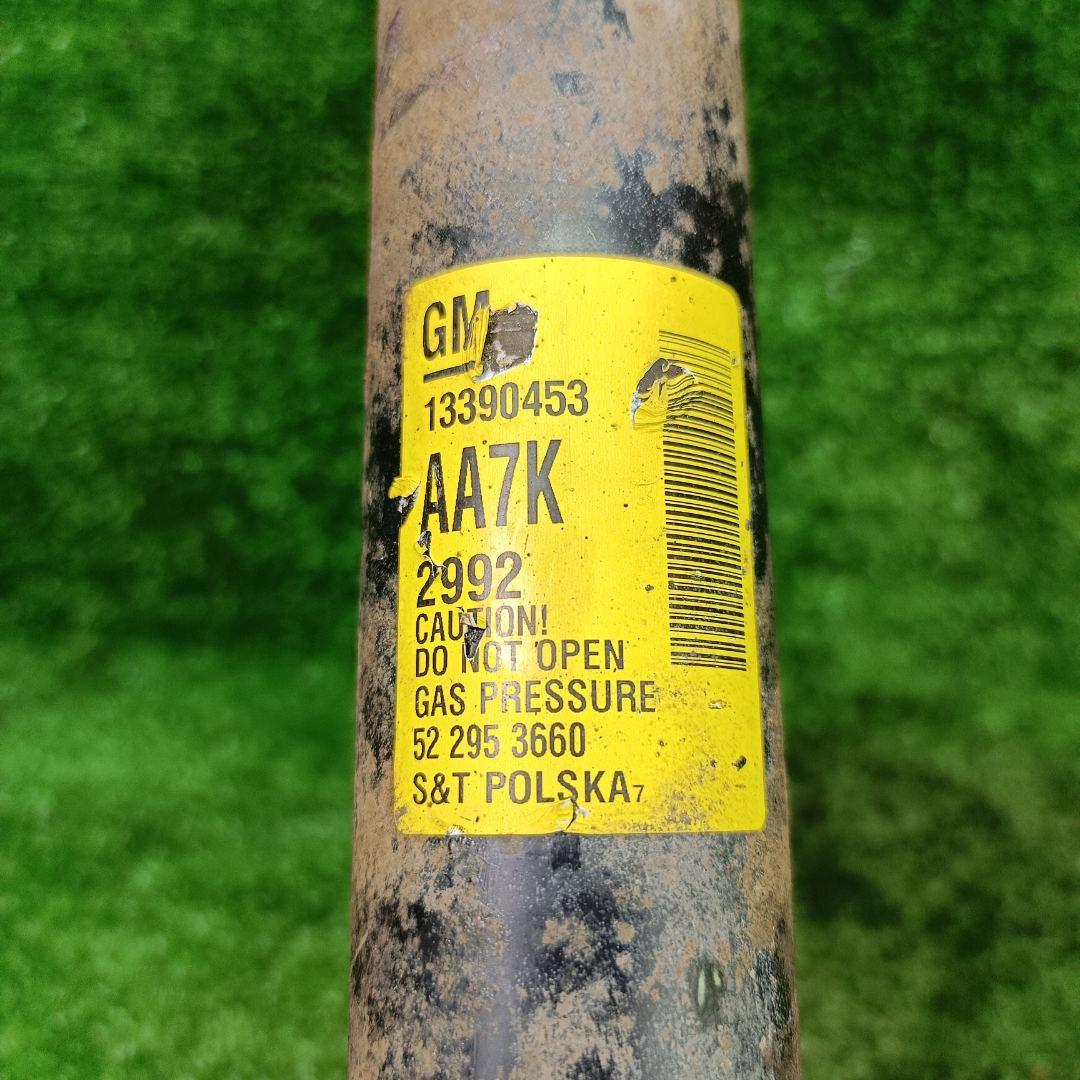 GM
13390453
AA7K
2992
CAUTION!
DO NOT OPEN
GAS PRESSURE
52 295 3660
S&T POLSKA7